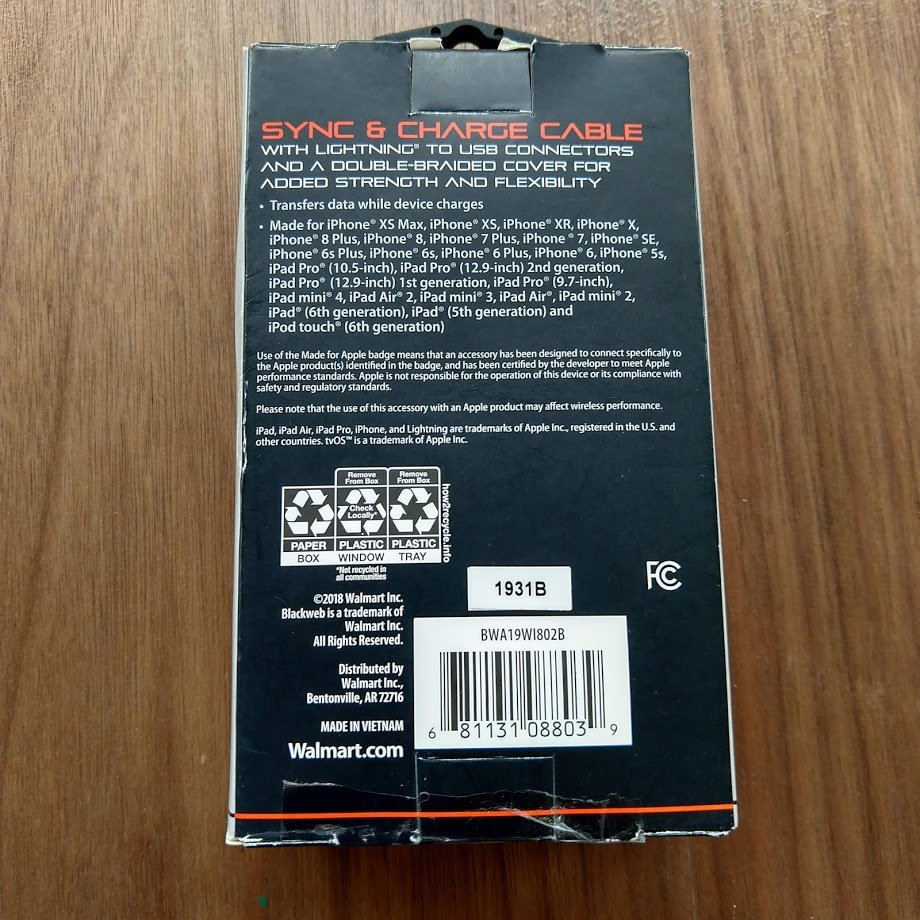 SYNC & CHARGE CABLE
WITH LIGHTNING® TO USB CONNECTORS
AND A DOUBLE-BRAIDED COVER FOR
ADDED STRENGTH AND FLEXIBILITY
• Transfers data while device charges
• Made for iPhone® XS Max, iPhone® XS, iPhone® XR, iPhone® X,
iPhone® 8 Plus, iPhone® 8, iPhone® 7 Plus, iPhone ® 7, iPhone® SE,
iPhone® 6s Plus, iPhone® 6s, iPhone® 6 Plus, iPhone® 6, iPhone® 5s,
iPad Pro® (10.5-inch), iPad Pro® (12.9-inch) 2nd generation,
iPad Pro® (12.9-inch) 1st generation, iPad Pro® (9.7-inch),
iPad mini® 4, iPad Air® 2, iPad mini® 3, iPad Air®, iPad mini® 2,
iPad® (6th generation), iPad® (5th generation) and
iPod touch® (6th generation)
Use of the Made for Apple badge means that an accessory has been designed to connect specifically to
the Apple product(s) identified in the badge, and has been certified by the developer to meet Apple
performance standards. Apple is not responsible for the operation of this device or its compliance with
safety and regulatory standards.
Please note that the use of this accessory with an Apple product may affect wireless performance.
iPad, iPad Air, iPad Pro, iPhone, and Lightning are trademarks of Apple Inc., registered in the U.S. and
other countries. tvOS™ is a trademark of Apple Inc.
Remove From Box
Remove From Box
Check Locally*
PAPER PLASTIC PLASTIC
BOX WINDOW TRAY
*Not recycled in
all communities
how2recycle.info
FC
1931B
©2018 Walmart Inc.
Blackweb is a trademark of
Walmart Inc.
All Rights Reserved.
Distributed by
Walmart Inc.,
Bentonville, AR 72716
MADE IN VIETNAM
Walmart.com
BWA19WI802B
6 81131 08803 9